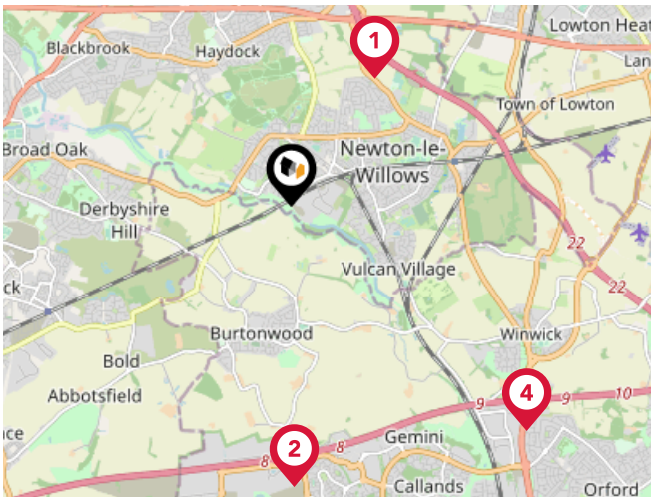 Lowton Heat
1
Blackbrook
Haydock
Lan
Town of Lowton
Broad Oak
Newton-le-
Willows
Derbyshire
Hill
22
Vulcan Village
ck
22
Burtonwood
Winwick
Bold
Abbotsfield
9
4
9
10
nce
2
8
8
Gemini
Callands
Orford